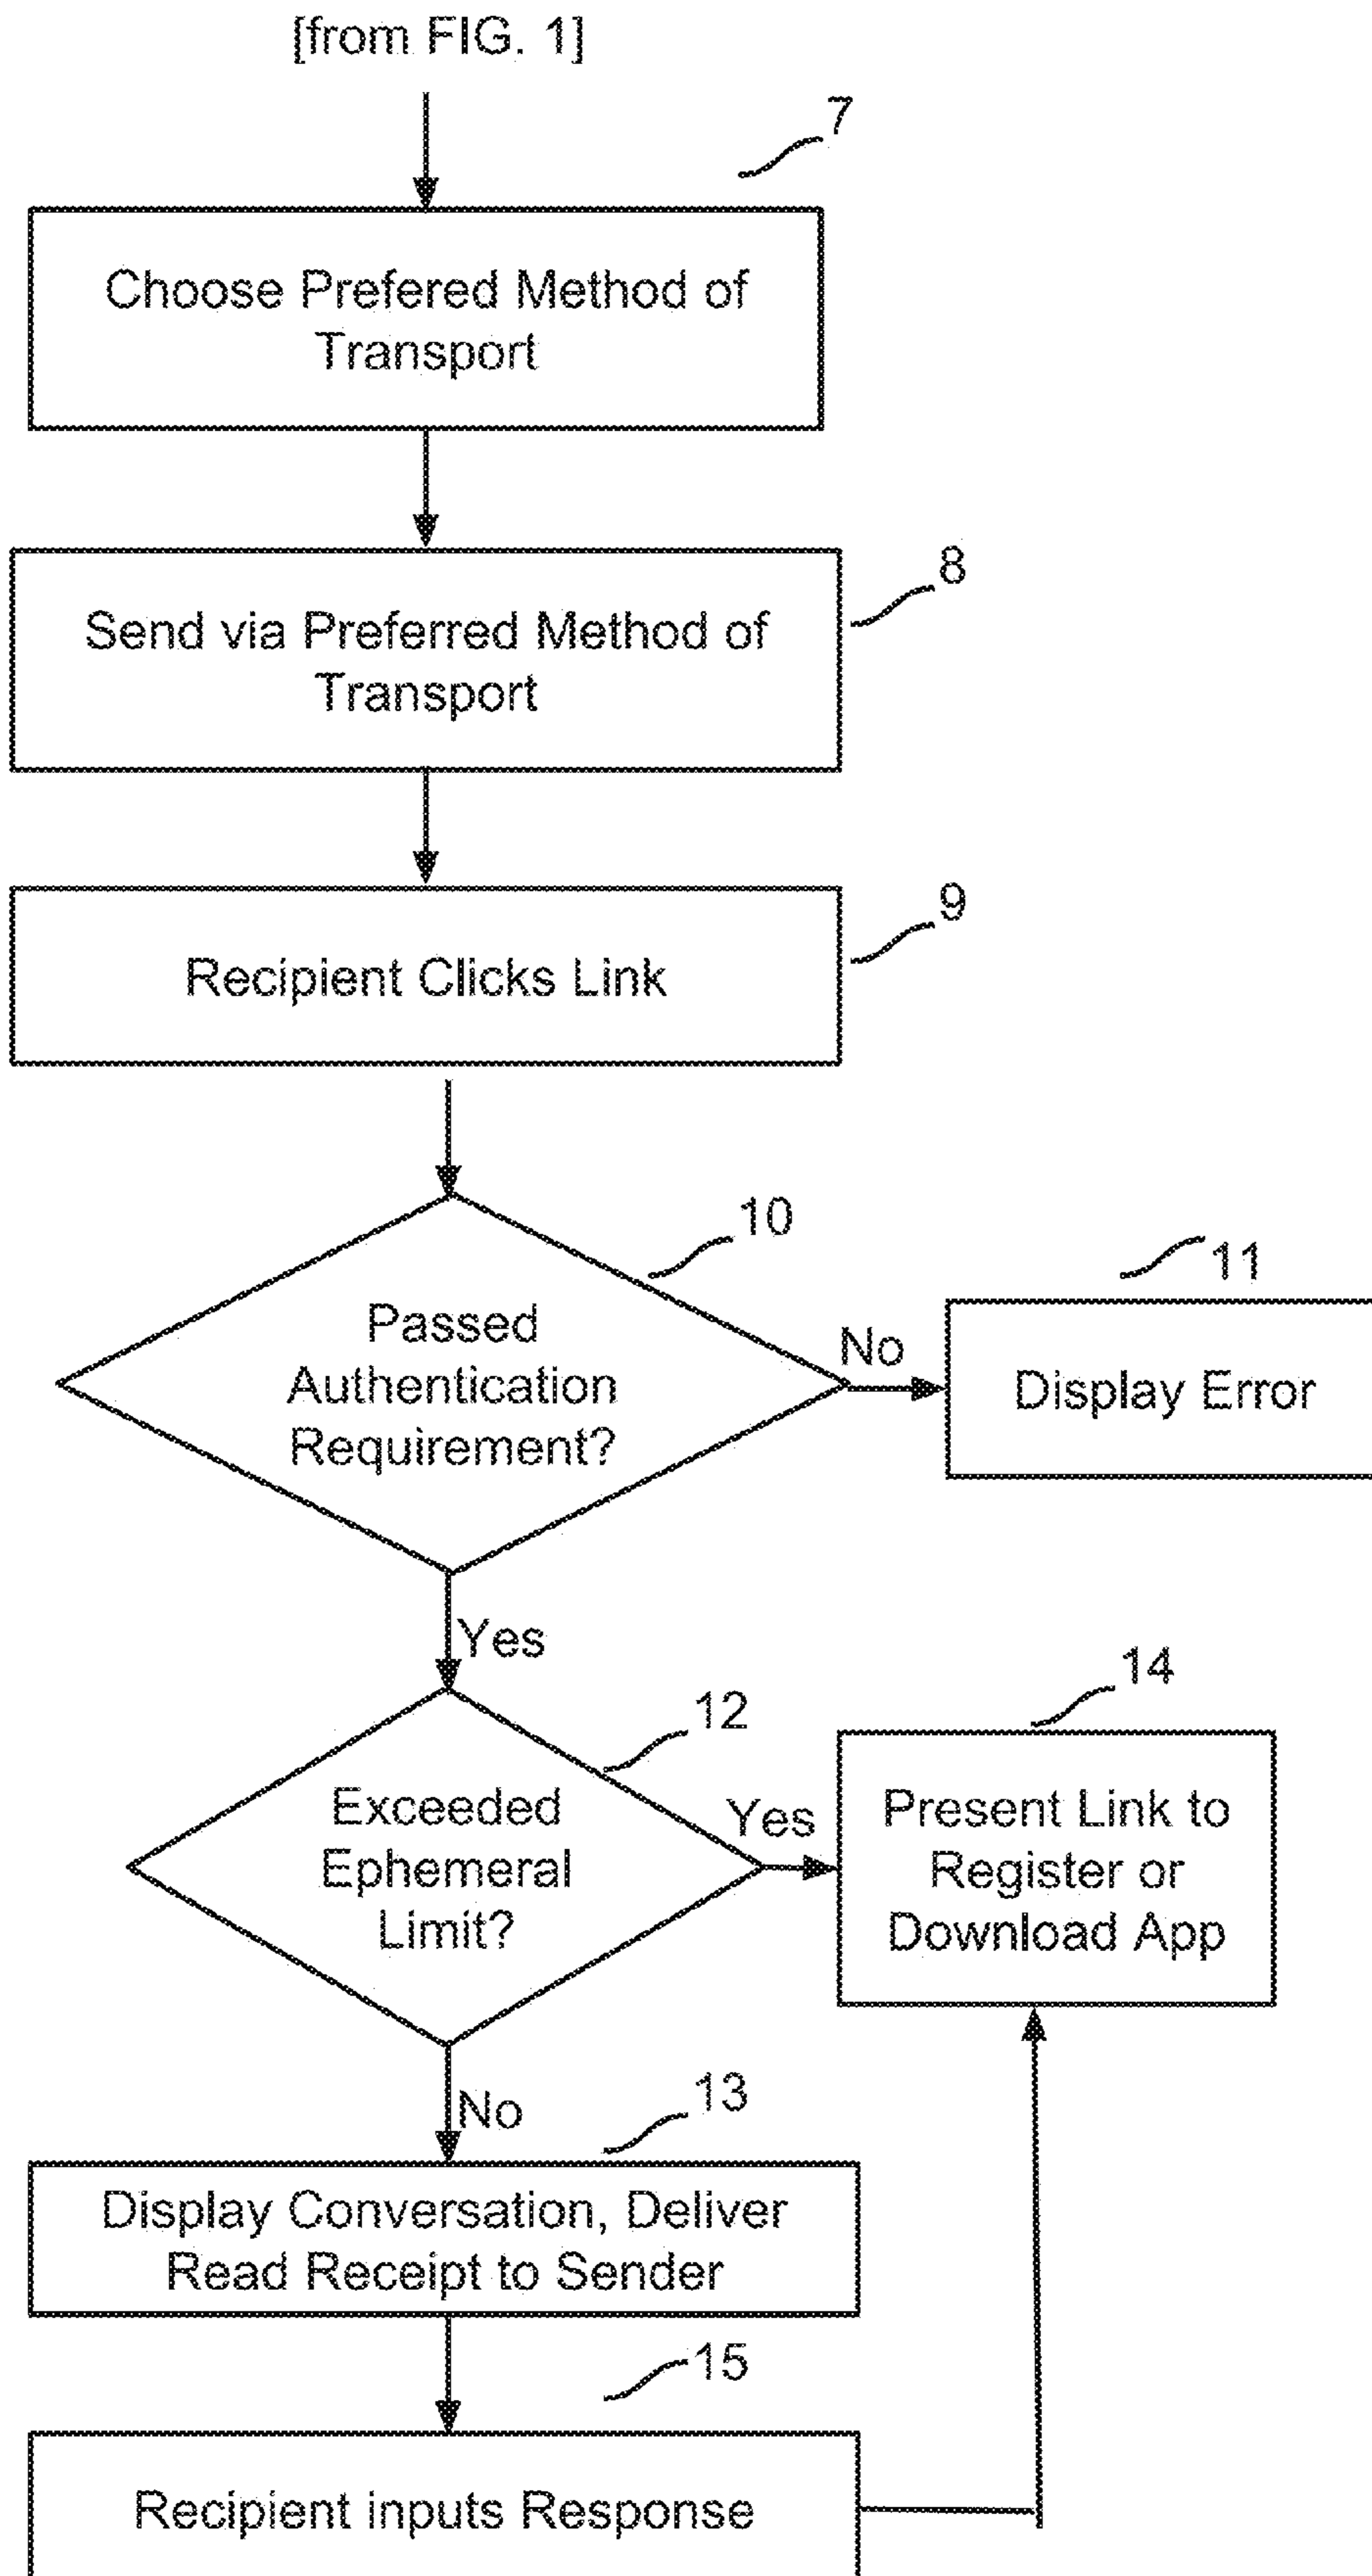 [from FIG. 1]
7
Choose Prefered Method of
Transport
8
Send via Preferred Method of
Transport
9
Recipient Clicks Link
10
Passed
Authentication
Requirement?
No
11
Display Error
Yes
12
Exceeded
Ephemeral
Limit?
Yes
14
Present Link to
Register or
Download App
No
13
Display Conversation, Deliver
Read Receipt to Sender
15
Recipient inputs Response